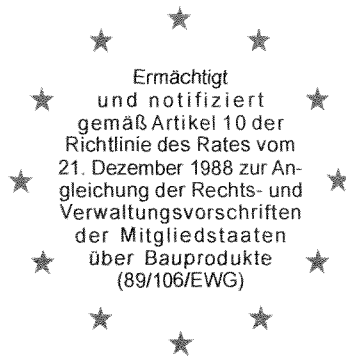 Ermächtigt
und notifiziert
gemäß Artikel 10 der
Richtlinie des Rates vom
21. Dezember 1988 zur An-
gleichung der Rechts- und
Verwaltungsvorschriften
der Mitgliedstaaten
über Bauprodukte
(89/106/EWG)